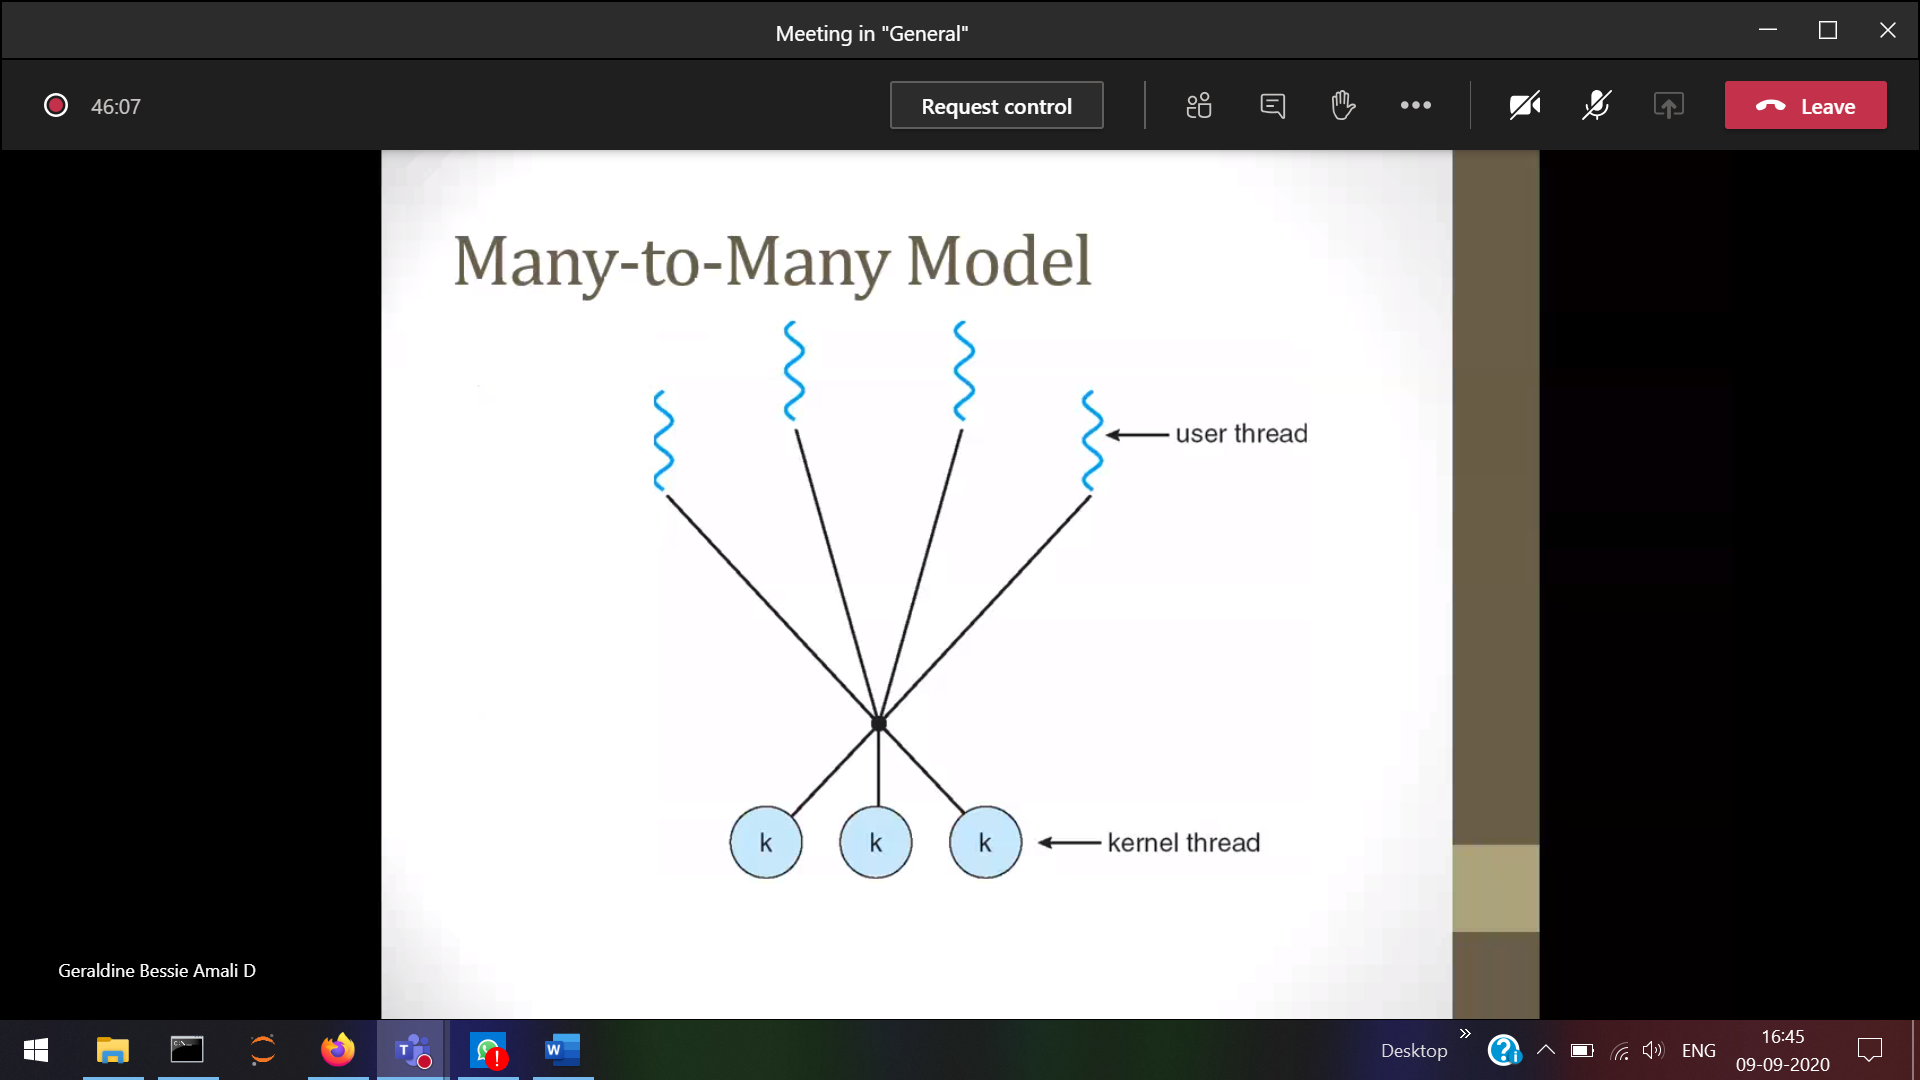 Meeting in "General"
46:07
Request control
Leave
Many-to-Many Model
user thread
k k k
kernel thread
Geraldine Bessie Amali D
T
W
Desktop
ENG
16:45
09-09-2020